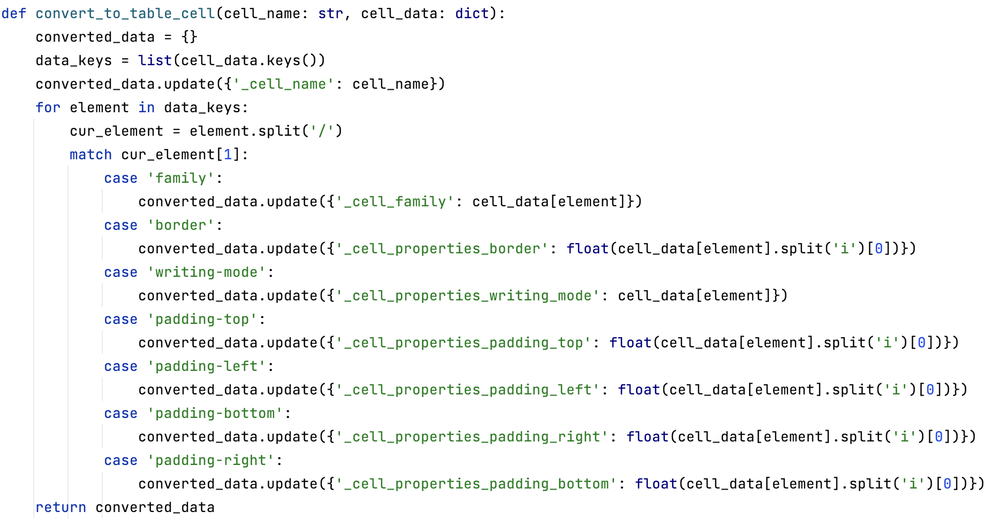 def convert_to_table_cell(cell_name: str, cell_data: dict):
    converted_data = {}
    data_keys = list(cell_data.keys())
    converted_data.update({'_cell_name': cell_name})
    for element in data_keys:
        cur_element = element.split('/')
        match cur_element[1]:
            case 'family':
                converted_data.update({'_cell_family': cell_data[element]})
            case 'border':
                converted_data.update({'_cell_properties_border': float(cell_data[element].split('i')[0])})
            case 'writing-mode':
                converted_data.update({'_cell_properties_writing_mode': cell_data[element]})
            case 'padding-top':
                converted_data.update({'_cell_properties_padding_top': float(cell_data[element].split('i')[0])})
            case 'padding-left':
                converted_data.update({'_cell_properties_padding_left': float(cell_data[element].split('i')[0])})
            case 'padding-bottom':
                converted_data.update({'_cell_properties_padding_right': float(cell_data[element].split('i')[0])})
            case 'padding-right':
                converted_data.update({'_cell_properties_padding_bottom': float(cell_data[element].split('i')[0])})
    return converted_data